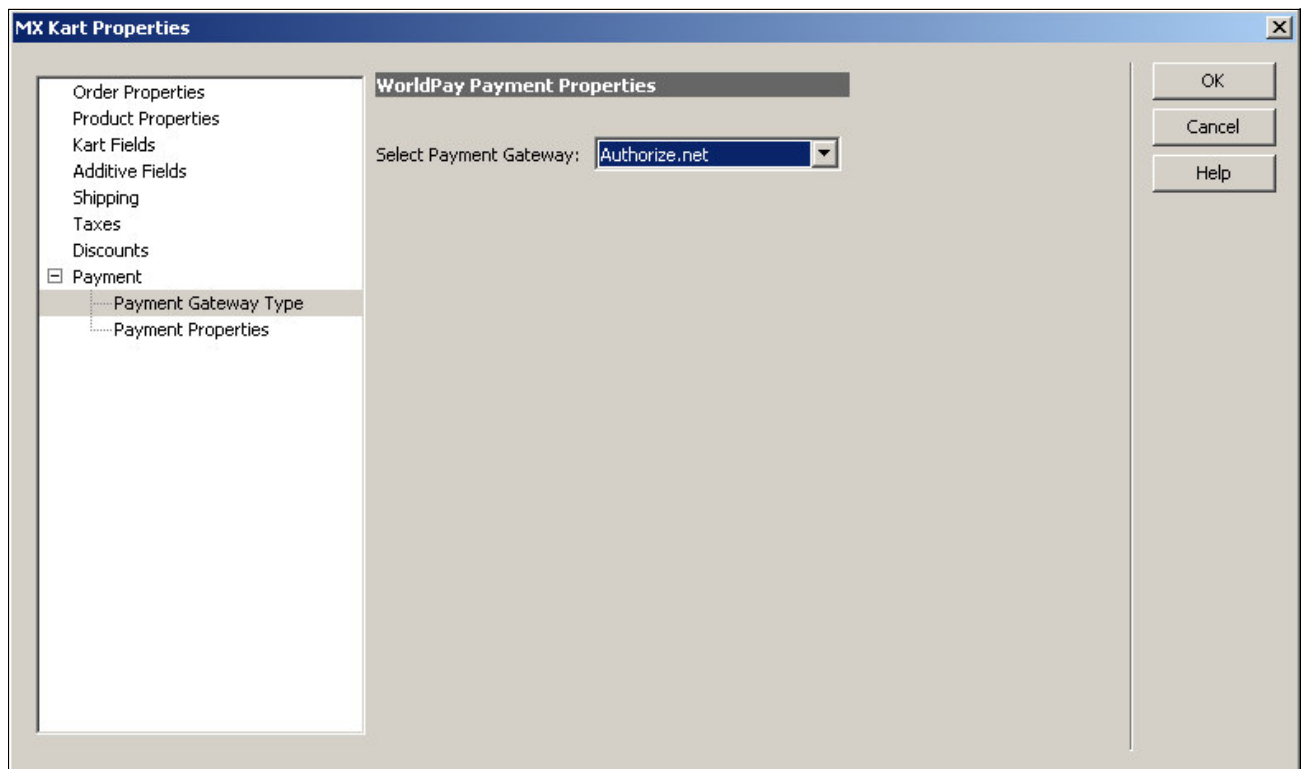 MX Kart Properties
Order Properties
Product Properties
Kart Fields
Additive Fields
Shipping
Taxes
Discounts
Payment
Payment Gateway Type
Payment Properties
WorldPay Payment Properties
Select Payment Gateway: Authorize.net
OK
Cancel
Help